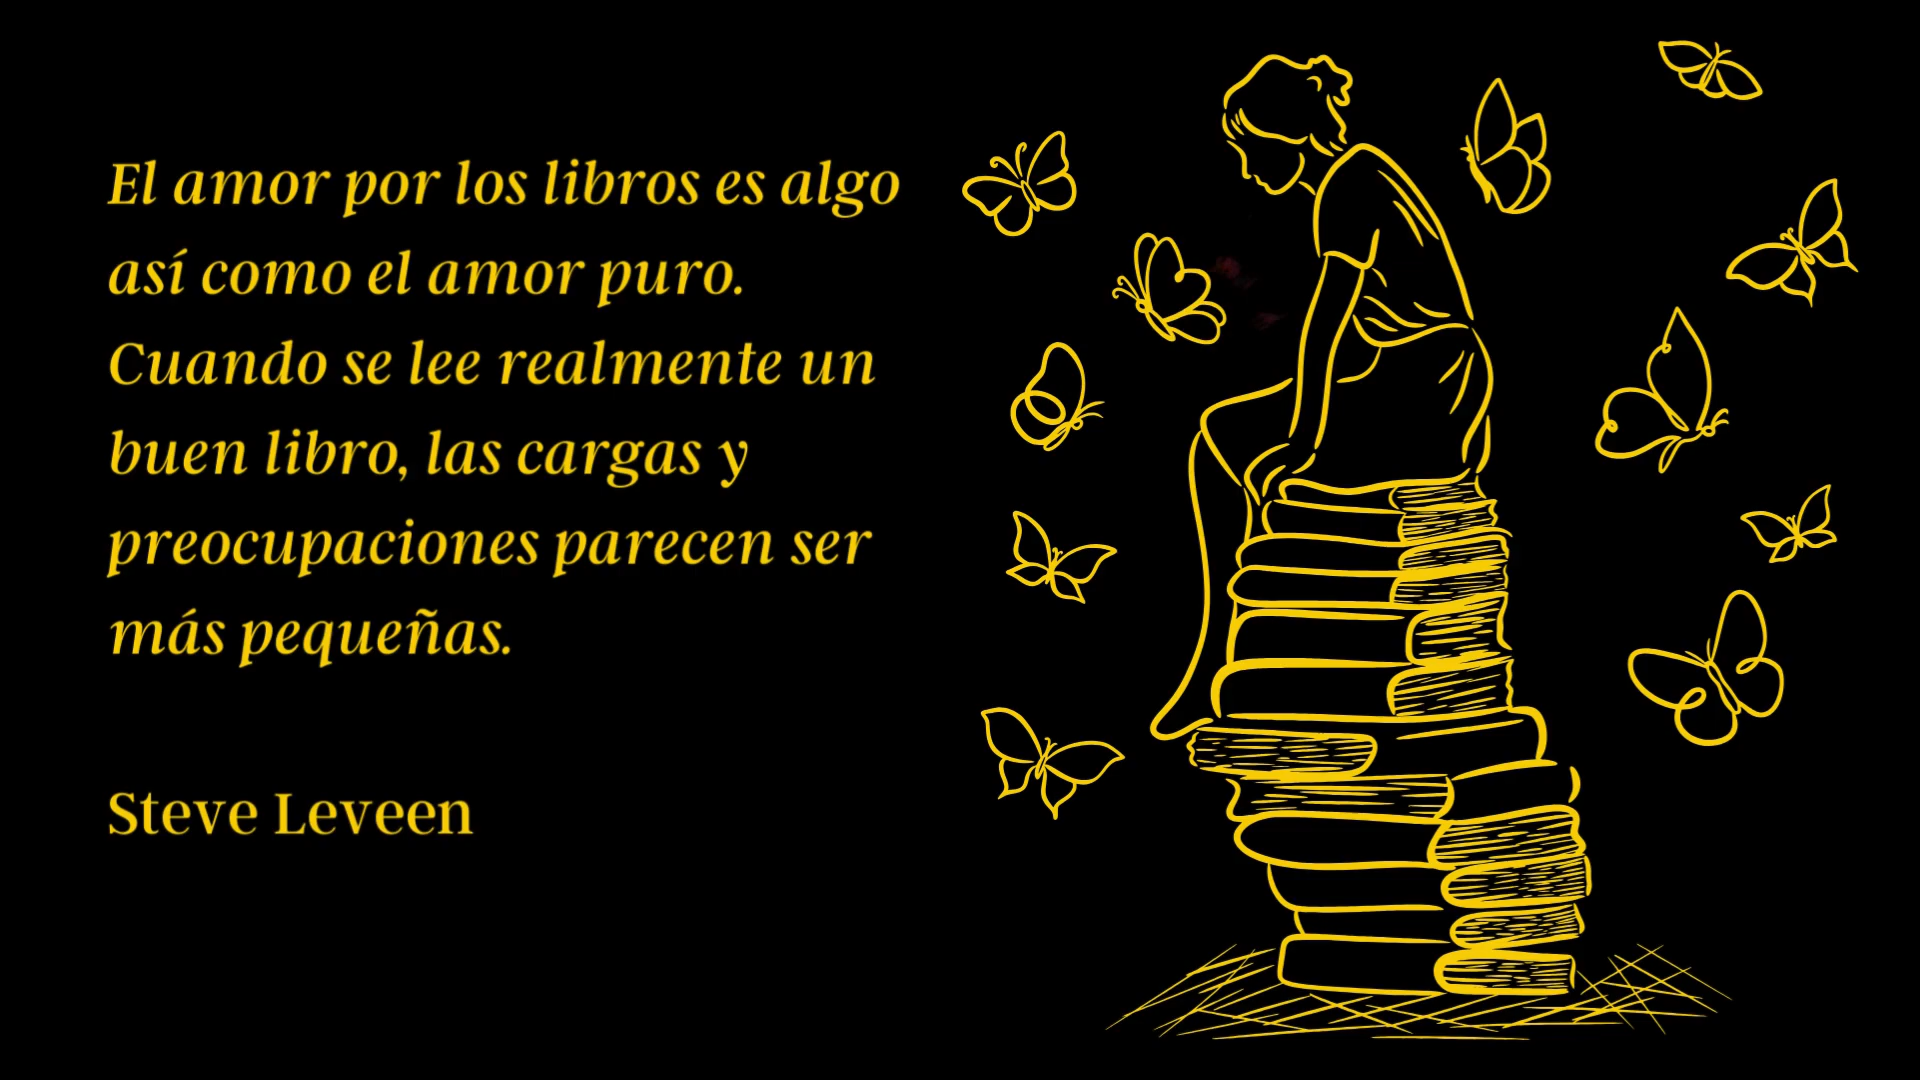 El amor por los libros es algo
así como el amor puro.
Cuando se lee realmente un
buen libro, las cargas y
preocupaciones parecen ser
más pequeñas.
Steve Leveen